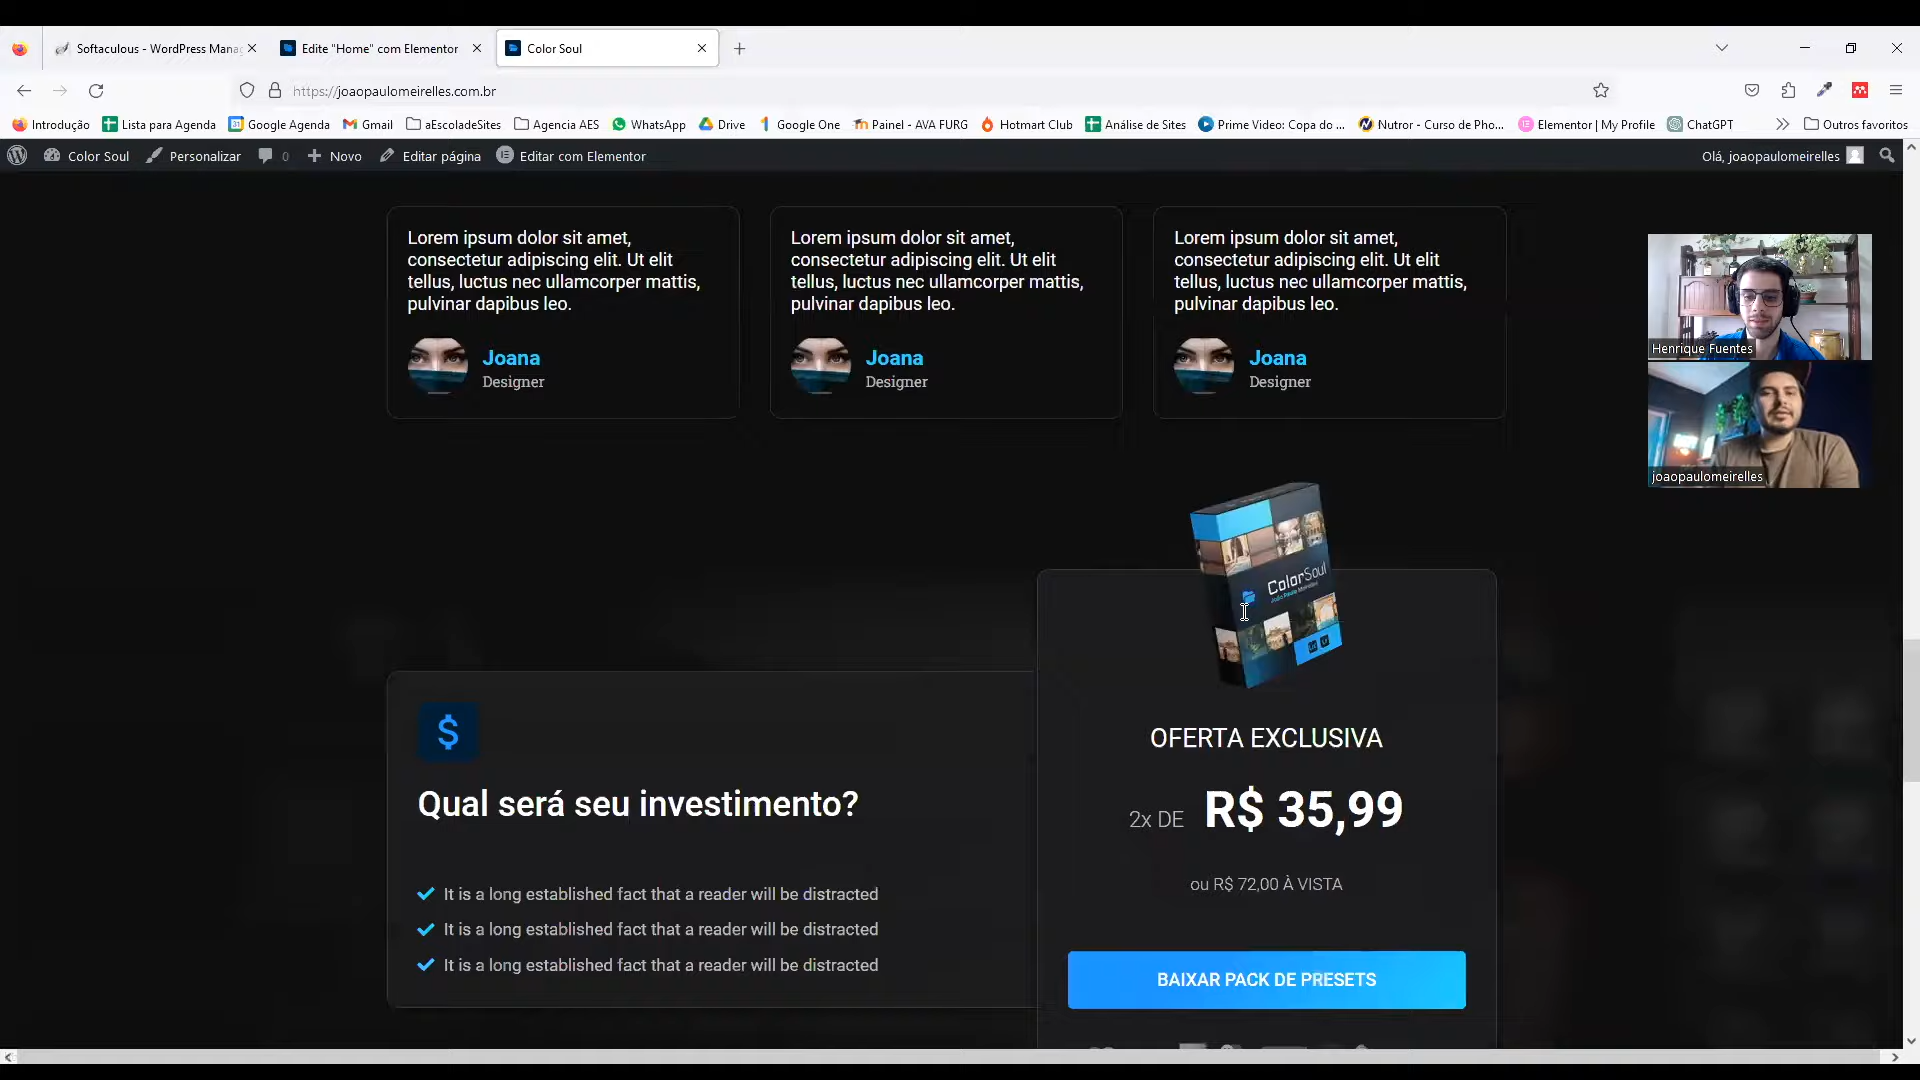 Softaculous - WordPress Mana
Edite "Home" com Elementor
Color Soul
https://joaopaulomeirelles.com.br
Introdução
Lista para Agenda
Google Agenda
Gmail
aEscoladeSites
Agencia AES
WhatsApp
Drive
Google One
Painel - AVA FURG
Hotmart Club
Análise de Sites
Prime Video: Copa do ...
Nutror - Curso de Pho...
Elementor | My Profile
ChatGPT
Outros favoritos
Color Soul
Personalizar
0
Novo
Editar página
Editar com Elementor
Olá, joaopaulomeirelles
Lorem ipsum dolor sit amet,
consectetur adipiscing elit. Ut elit
tellus, luctus nec ullamcorper mattis,
pulvinar dapibus leo.
Joana
Designer
Lorem ipsum dolor sit amet,
consectetur adipiscing elit. Ut elit
tellus, luctus nec ullamcorper mattis,
pulvinar dapibus leo.
Joana
Designer
Lorem ipsum dolor sit amet,
consectetur adipiscing elit. Ut elit
tellus, luctus nec ullamcorper mattis,
pulvinar dapibus leo.
Joana
Designer
Henrique Fuentes
joaopaulomeirelles
ColorSoul
João Paulo Meirelles
$
Qual será seu investimento?
It is a long established fact that a reader will be distracted
It is a long established fact that a reader will be distracted
It is a long established fact that a reader will be distracted
OFERTA EXCLUSIVA
2x DE R$ 35,99
ou R$ 72,00 À VISTA
BAIXAR PACK DE PRESETS